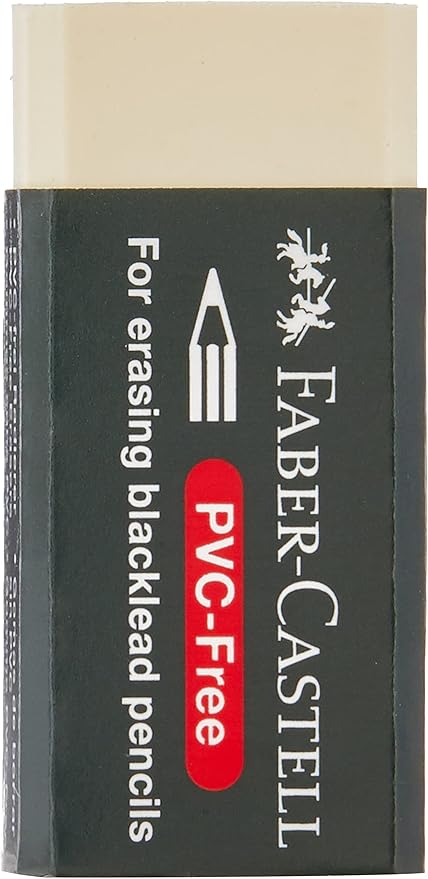 FABER-CASTELL
PVC-Free
For erasing blacklead pencils